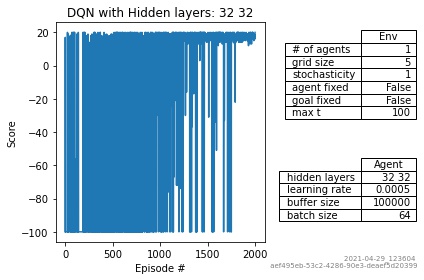 DQN with Hidden layers: 32 32
20
0
−20
−40
−60
−80
−100
0
500
1000
1500
2000
Score
Episode #
Env
# of agents 1
grid size 5
stochasticity 1
agent fixed False
goal fixed False
max t 100
Agent
hidden layers 32 32
learning rate 0.0005
buffer size 100000
batch size 64
2021-04-29_123604
aef495eb-53c2-4286-90e3-deaef5d20399